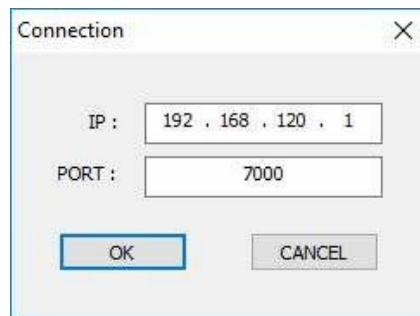 Connection
IP : 192 . 168 . 120 . 1
PORT : 7000
OK CANCEL